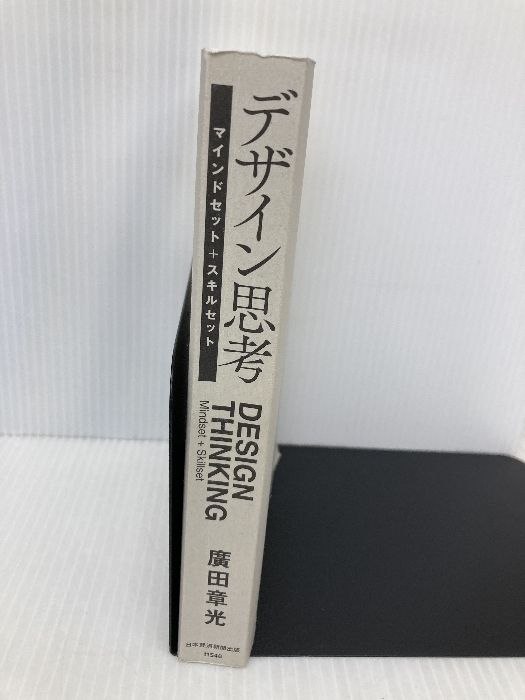 デザイン思考
マインドセット+スキルセット
DESIGN
THINKING
Mindset + Skillset
廣田章光
日本経済新聞出版